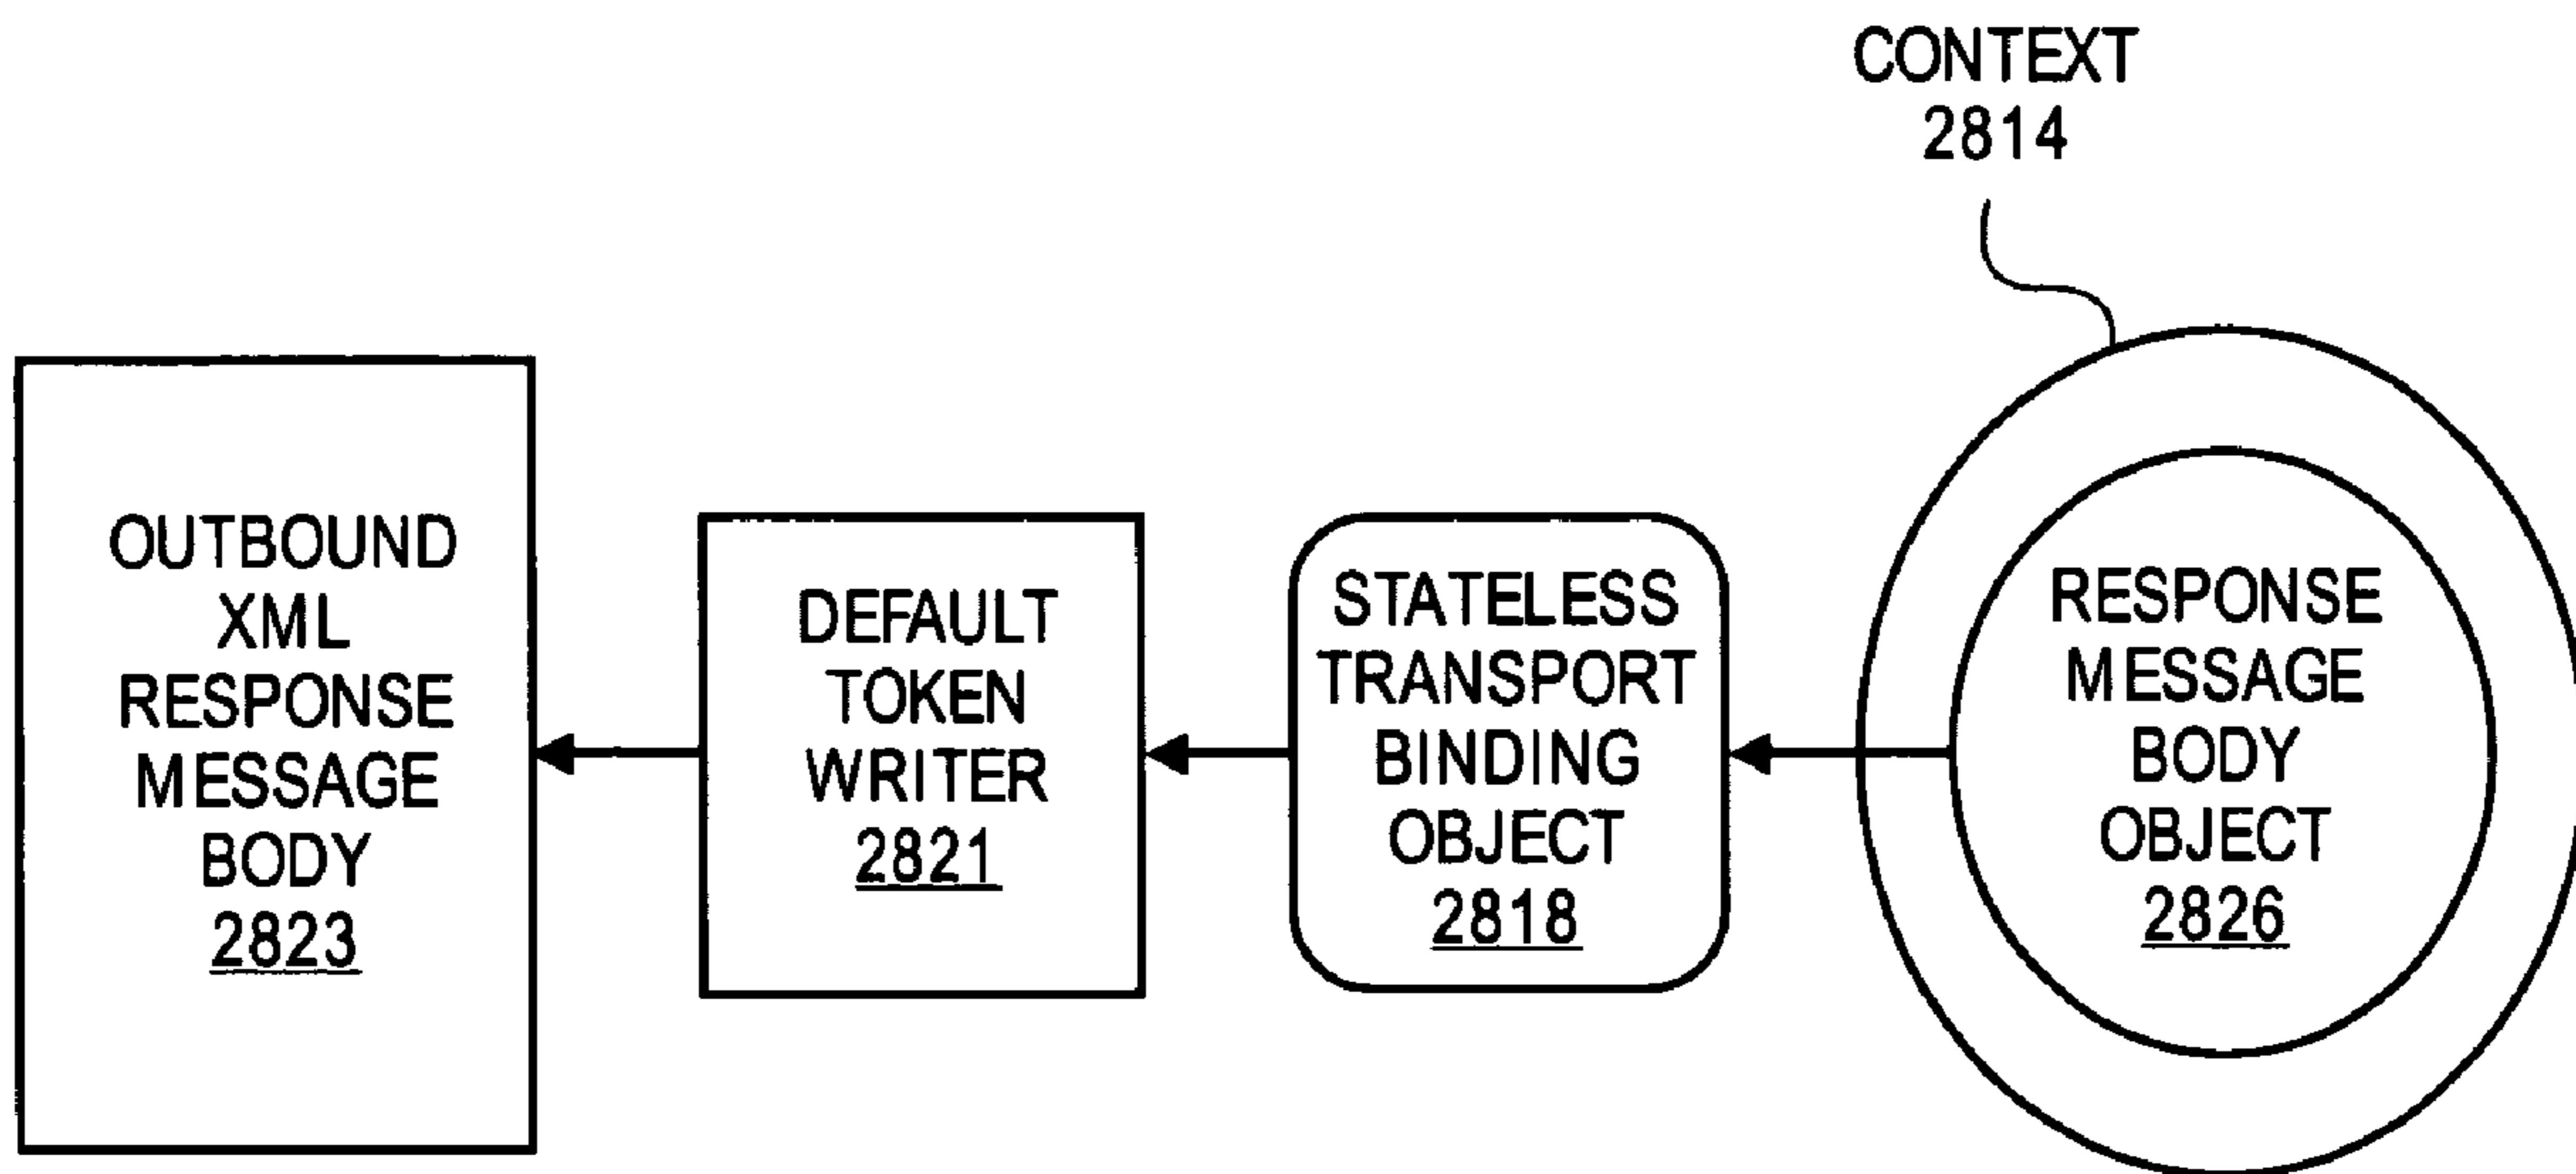 CONTEXT
2814
OUTBOUND
XML
RESPONSE
MESSAGE
BODY
2823
DEFAULT
TOKEN
WRITER
2821
STATELESS
TRANSPORT
BINDING
OBJECT
2818
RESPONSE
MESSAGE
BODY
OBJECT
2826